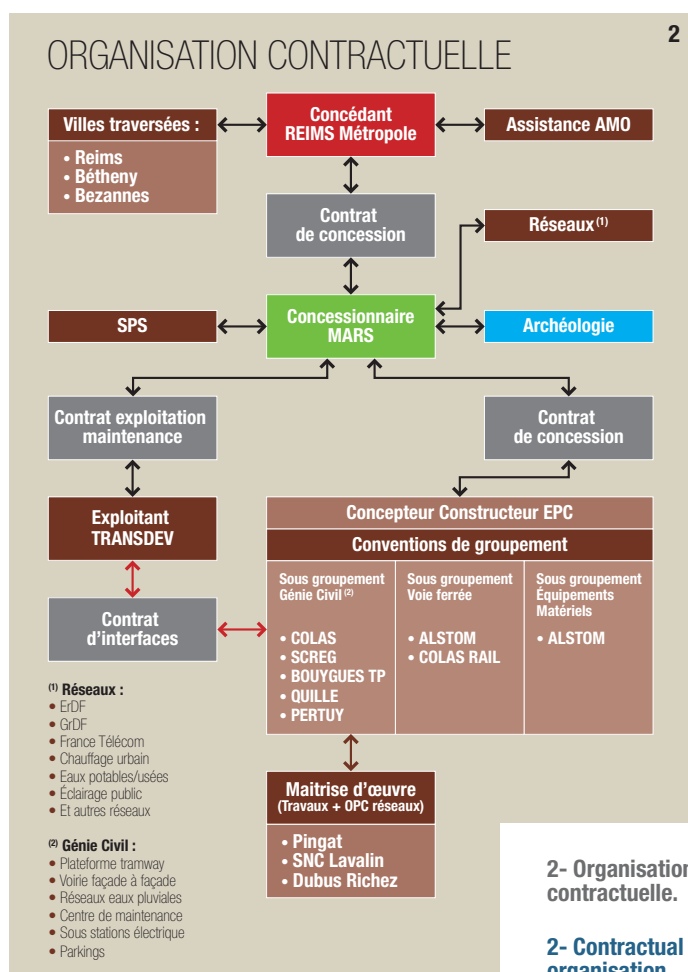 2
ORGANISATION CONTRACTUELLE
Villes traversées :
• Reims
• Bétheny
• Bezannes
Concédant
REIMS Métropole
Assistance AMO
Contrat
de concession
Réseaux (1)
SPS
Concessionnaire
MARS
Archéologie
Contrat exploitation
maintenance
Contrat
de concession
Exploitant
TRANSDEV
Concepteur Constructeur EPC
Conventions de groupement
Sous groupement
Génie Civil (2)
• COLAS
• SCREG
• BOUYGUES TP
• QUILLE
• PERTUY
Sous groupement
Voie ferrée
• ALSTOM
• COLAS RAIL
Sous groupement
Équipements
Matériels
• ALSTOM
Contrat
d'interfaces
(1) Réseaux :
• ErDF
• GrDF
• France Télécom
• Chauffage urbain
• Eaux potables/usées
• Éclairage public
• Et autres réseaux
(2) Génie Civil :
• Plateforme tramway
• Voirie façade à façade
• Réseaux eaux pluviales
• Centre de maintenance
• Sous stations électrique
• Parkings
Maitrise d'œuvre
(Travaux + OPC réseaux)
• Pingat
• SNC Lavalin
• Dubus Richez
2- Organisation
contractuelle.
2- Contractual
organisation